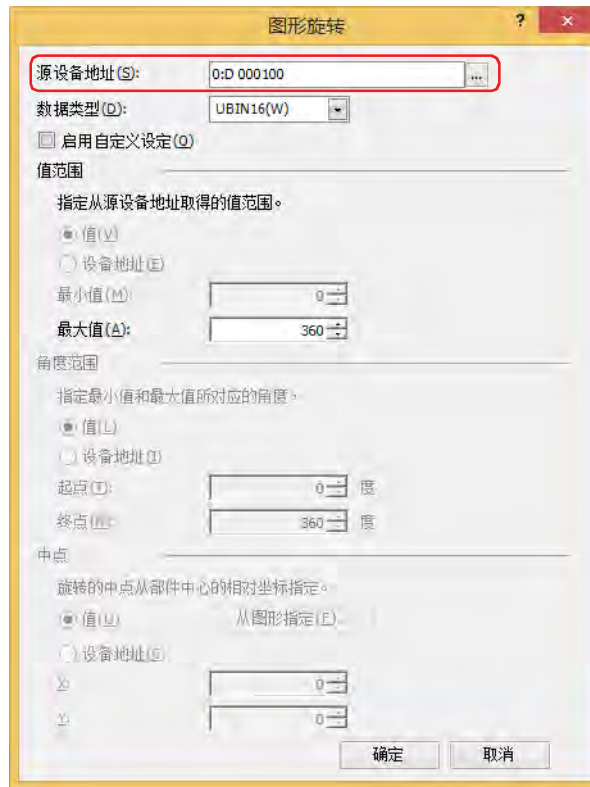 图形旋转 ? ×
源设备地址(S): 0:D 000100 ...
数据类型(D): UBIN16(W)
启用自定义设定(O)
值范围
指定从源设备地址取得的值范围。
值(V)
设备地址(E)
最小值(M): 0
最大值(A): 360
角度范围
指定最小值和最大值所对应的角度。
值(L)
设备地址(I)
起点(T): 0 度
终点(N): 360 度
中点
旋转的中点从部件中心的相对坐标指定。
值(U) 从图形指定(F)
设备地址(G)
X: 0
Y: 0
确定 取消